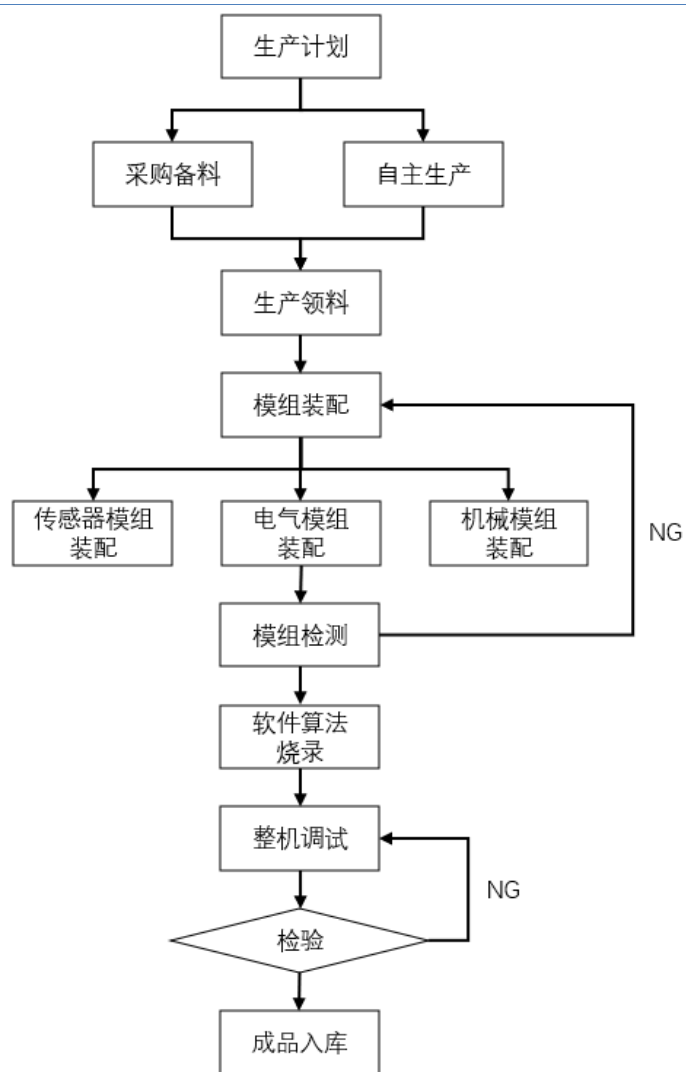 生产计划
采购备料
自主生产
生产领料
模组装配
传感器模组
装配
电气模组
装配
机械模组
装配
NG
模组检测
软件算法
烧录
整机调试
NG
检验
成品入库